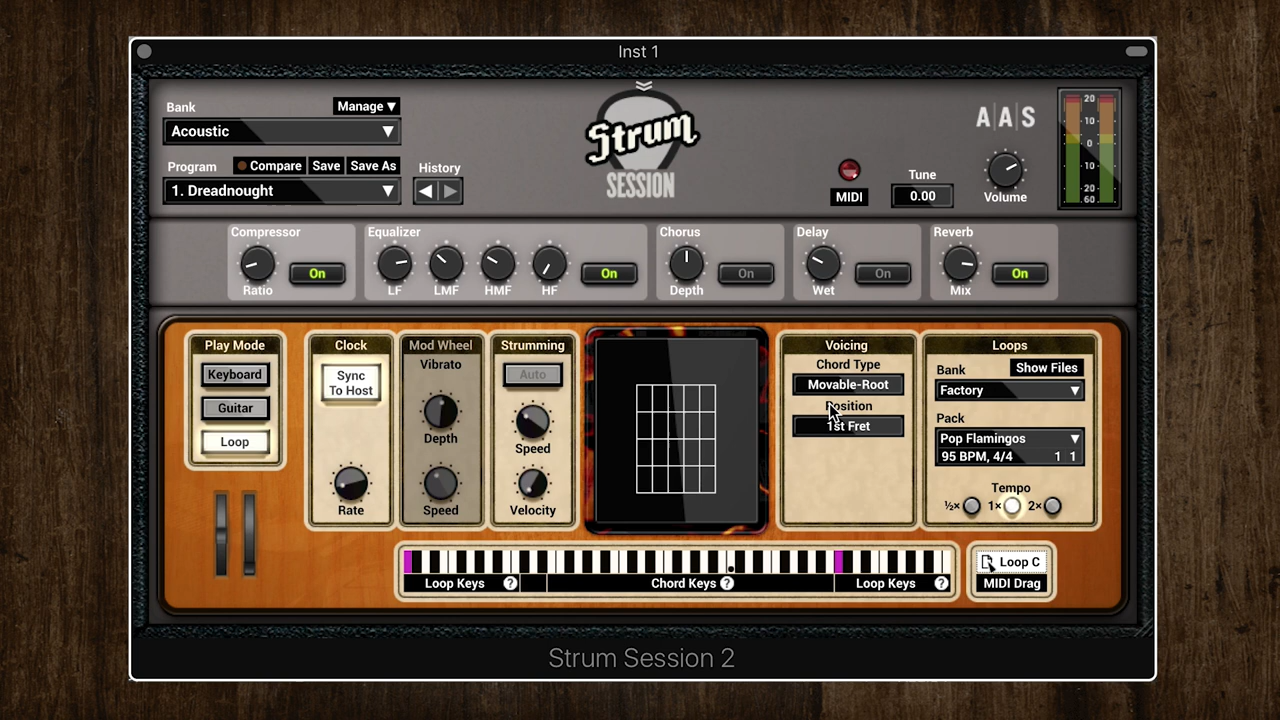 Inst 1
Bank
Manage ▼
Acoustic
Program
Compare
Save
Save As
History
1. Dreadnought
Strum
SESSION
MIDI
Tune
0.00
Volume
A|A|S
20
10
0
10
20
60
Compressor
Ratio
On
Equalizer
LF
LMF
HMF
HF
On
Chorus
Depth
On
Delay
Wet
On
Reverb
Mix
On
Play Mode
Keyboard
Guitar
Loop
Clock
Sync
To Host
Rate
Mod Wheel
Vibrato
Depth
Speed
Strumming
Auto
Speed
Velocity
Voicing
Chord Type
Movable-Root
Position
1st Fret
Loops
Bank
Show Files
Factory
Pack
Pop Flamingos
95 BPM, 4/4 1 1
Tempo
½× 1× 2×
Loop Keys ?
Chord Keys ?
Loop Keys ?
Loop C
MIDI Drag
Strum Session 2